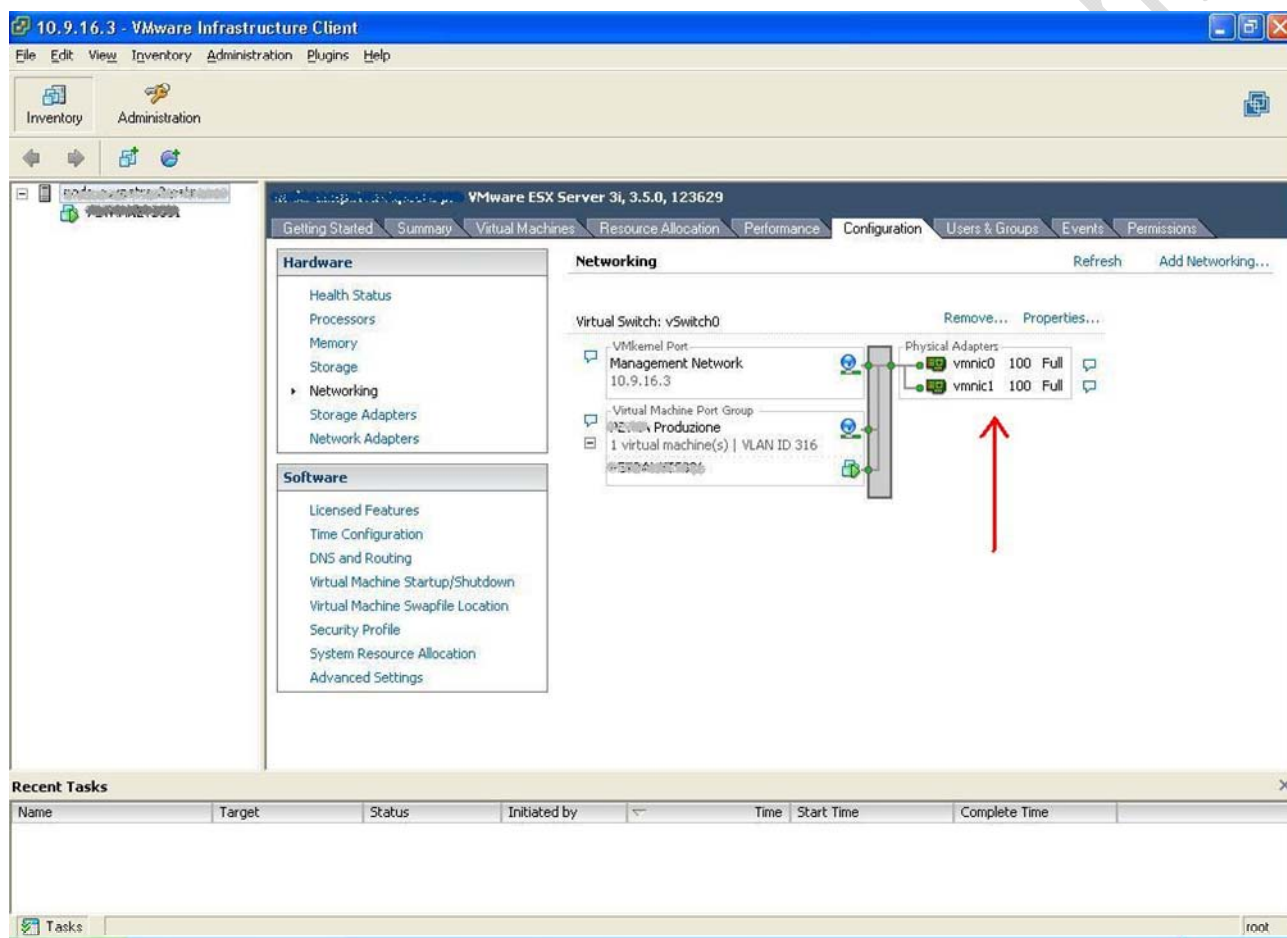 10.9.16.3 - VMware Infrastructure Client
File Edit View Inventory Administration Plugins Help
Inventory Administration
VMware ESX Server 3i, 3.5.0, 123629
Getting Started Summary Virtual Machines Resource Allocation Performance Configuration Users & Groups Events Permissions
Hardware
Health Status
Processors
Memory
Storage
Networking
Storage Adapters
Network Adapters
Software
Licensed Features
Time Configuration
DNS and Routing
Virtual Machine Startup/Shutdown
Virtual Machine Swapfile Location
Security Profile
System Resource Allocation
Advanced Settings
Networking Refresh Add Networking...
Virtual Switch: vSwitch0 Remove... Properties...
VMkernel Port
Management Network
10.9.16.3
Virtual Machine Port Group
Produzione
1 virtual machine(s) | VLAN ID 316
Physical Adapters
vmnic0 100 Full
vmnic1 100 Full
Recent Tasks
Name Target Status Initiated by Time Start Time Complete Time
Tasks root